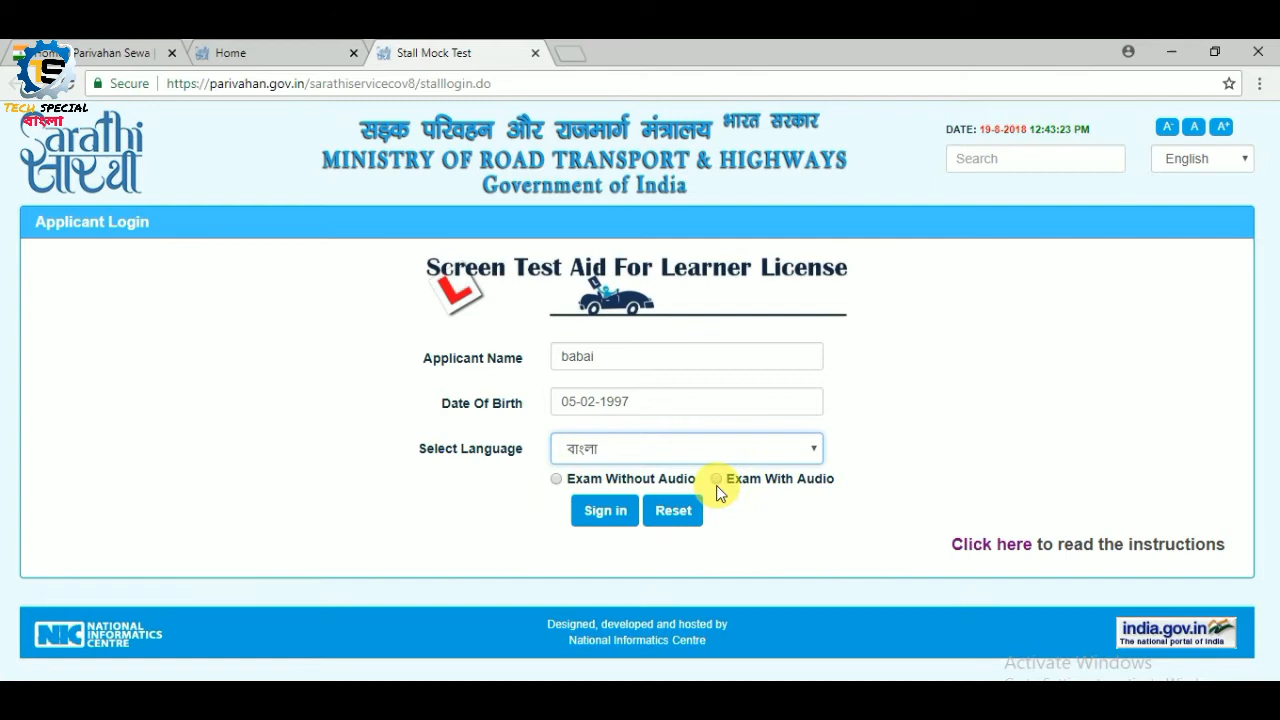 Parivahan Sewa |
Home
Stall Mock Test
TECH SPECIAL
বাংলা
Secure
https://parivahan.gov.in/sarathiservicecov8/stalllogin.do
Sarathi
सारथी
सड़क परिवहन और राजमार्ग मंत्रालय भारत सरकार
MINISTRY OF ROAD TRANSPORT & HIGHWAYS
Government of India
DATE: 19-8-2018 12:43:23 PM
A- A A+
Search
English
Applicant Login
Screen Test Aid For Learner License
L
Applicant Name babai
Date Of Birth 05-02-1997
Select Language বাংলা
Exam Without Audio Exam With Audio
Sign in Reset
Click here to read the instructions
NIC NATIONAL INFORMATICS CENTRE
Designed, developed and hosted by
National Informatics Centre
india.gov.in
The national portal of India
Activate Windows